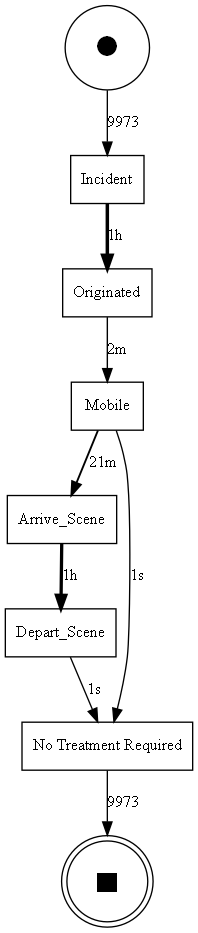 9973
Incident
1h
Originated
2m
Mobile
21m
Arrive_Scene
1h
1s
Depart_Scene
1s
No Treatment Required
9973